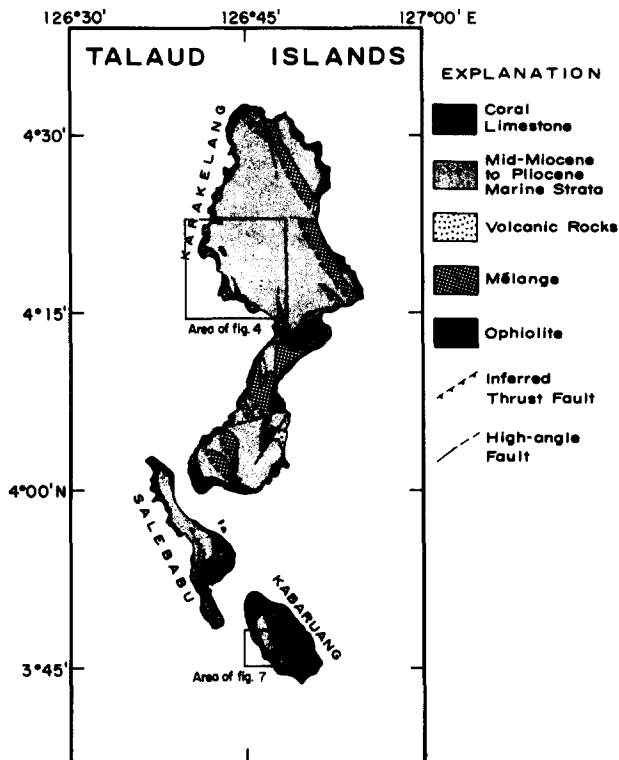 126°30' 126°45' 127°00' E
TALAUD ISLANDS
4°30'
4°15'
4°00'N
3°45'
KARAKELANG
Area of fig. 4
SALEBABU
KABARUANG
Area of fig. 7
EXPLANATION
Coral
Limestone
Mid-Miocene
to Pliocene
Marine Strata
Volcanic Rocks
Mélange
Ophiolite
Inferred
Thrust Fault
High-angle
Fault